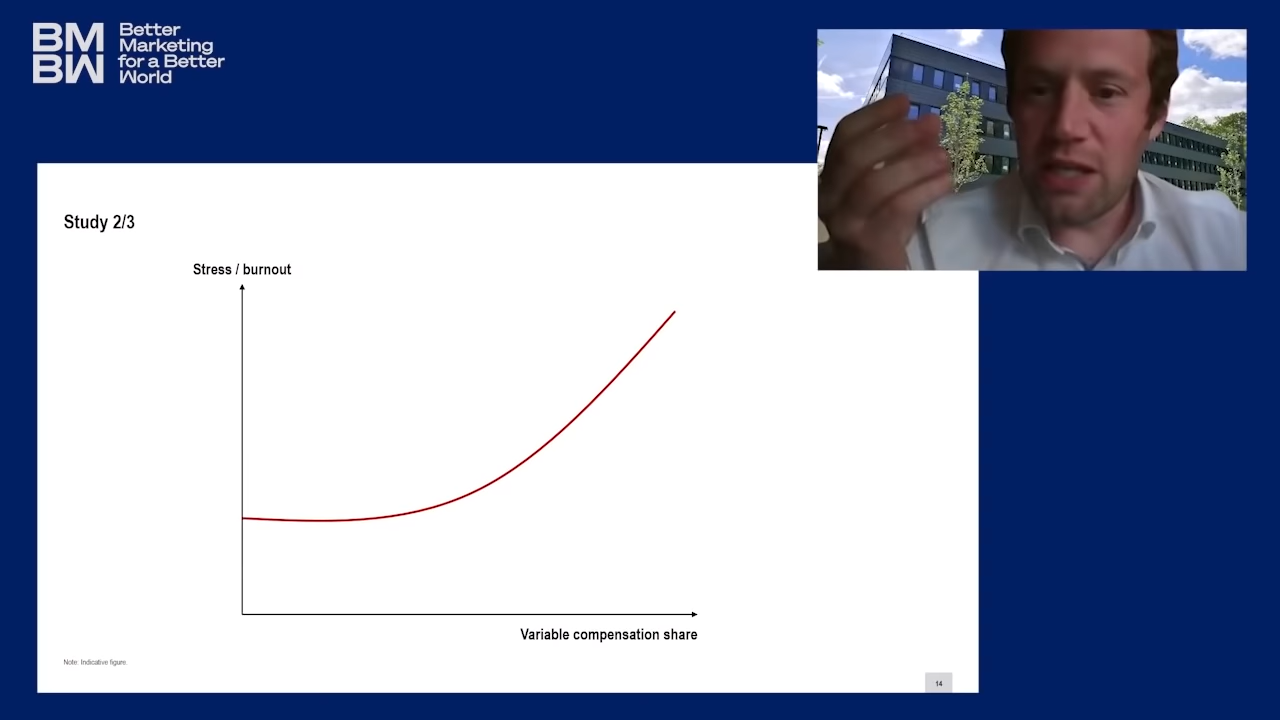 BM
BW
Better
Marketing
for a Better
World
Study 2/3
Stress / burnout
Variable compensation share
Note: Indicative figure.
14